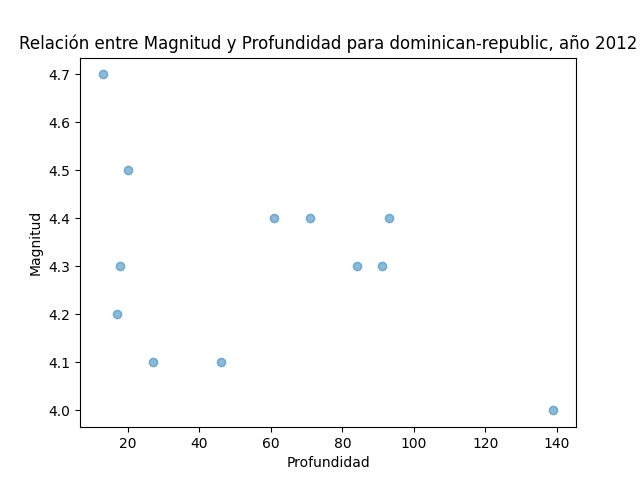 Relación entre Magnitud y Profundidad para dominican-republic, año 2012
4.7
4.6
4.5
4.4
4.3
4.2
4.1
4.0
Magnitud
20 40 60 80 100 120 140
Profundidad